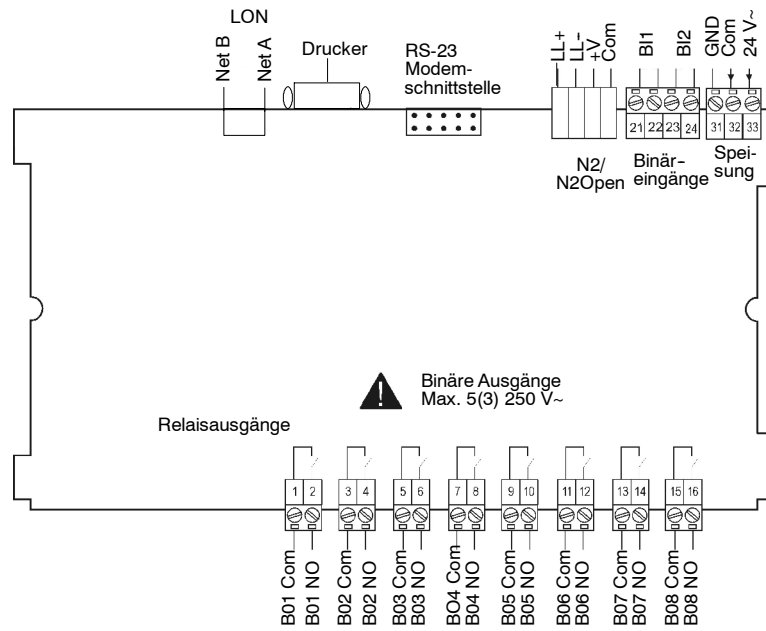 LON
Net B
Net A
Drucker
RS-23
Modem-
schnittstelle
LL+
LL-
+V
Com
BI1
BI2
GND
Com
24 V~
21 22 23 24
31 32 33
N2/
N2Open
Binär-
eingänge
Spei-
sung
!
Binäre Ausgänge
Max. 5(3) 250 V~
Relaisausgänge
1 2 3 4 5 6 7 8 9 10 11 12 13 14 15 16
B01 Com
B01 NO
B02 Com
B02 NO
B03 Com
B03 NO
BO4 Com
B04 NO
B05 Com
B05 NO
B06 Com
B06 NO
B07 Com
B07 NO
B08 Com
B08 NO